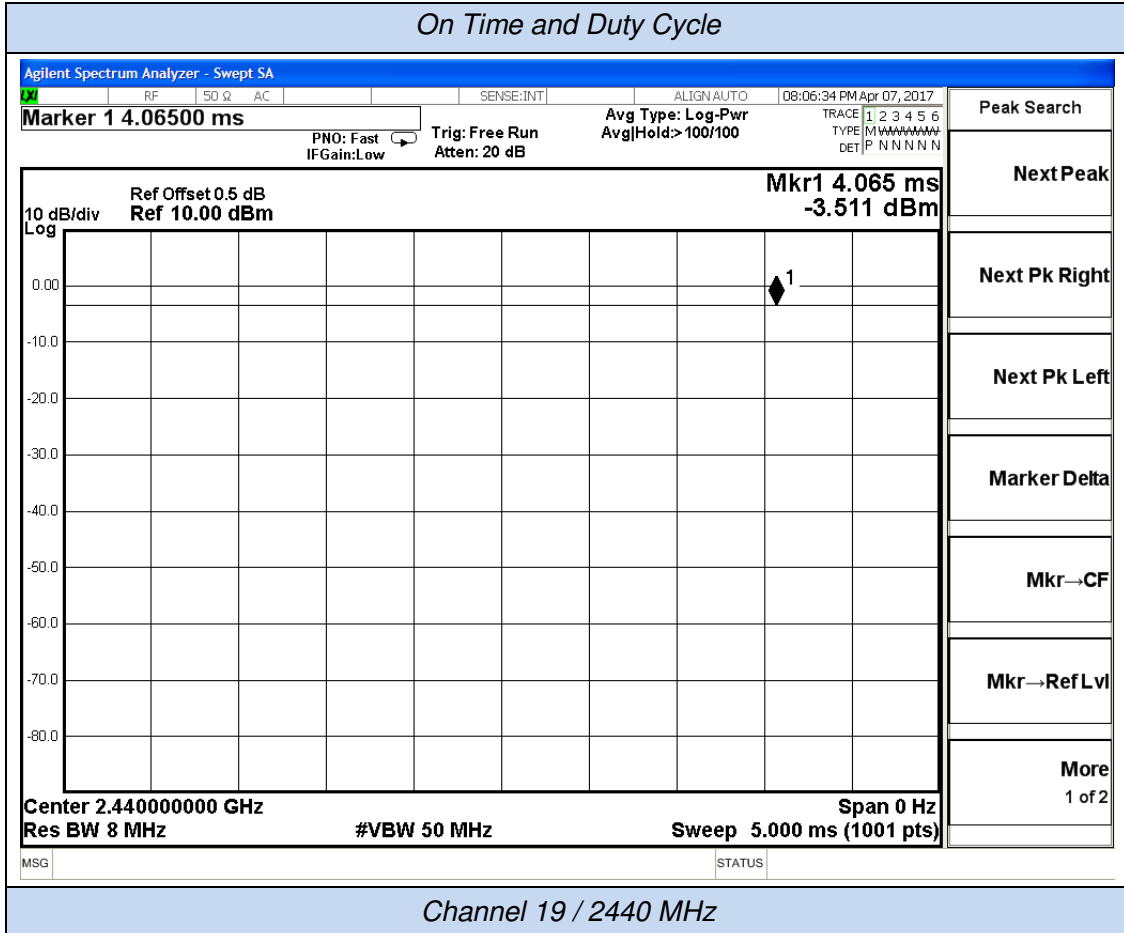 On Time and Duty Cycle
Agilent Spectrum Analyzer - Swept SA
LXI RF 50 Ω AC SENSE:INT ALIGN AUTO 08:06:34 PM Apr 07, 2017
Marker 1 4.06500 ms
PNO: Fast
IFGain:Low
Trig: Free Run
Atten: 20 dB
Avg Type: Log-Pwr
Avg|Hold:> 100/100
TRACE 1 2 3 4 5 6
TYPE M WWWWW
DET P N N N N N
Peak Search
Next Peak
Next Pk Right
Next Pk Left
Marker Delta
Mkr→CF
Mkr→Ref Lvl
More
1 of 2
Mkr1 4.065 ms
-3.511 dBm
Ref Offset 0.5 dB
10 dB/div Ref 10.00 dBm
Log
1
0.00
-10.0
-20.0
-30.0
-40.0
-50.0
-60.0
-70.0
-80.0
Center 2.440000000 GHz Span 0 Hz
Res BW 8 MHz #VBW 50 MHz Sweep 5.000 ms (1001 pts)
MSG STATUS
Channel 19 / 2440 MHz